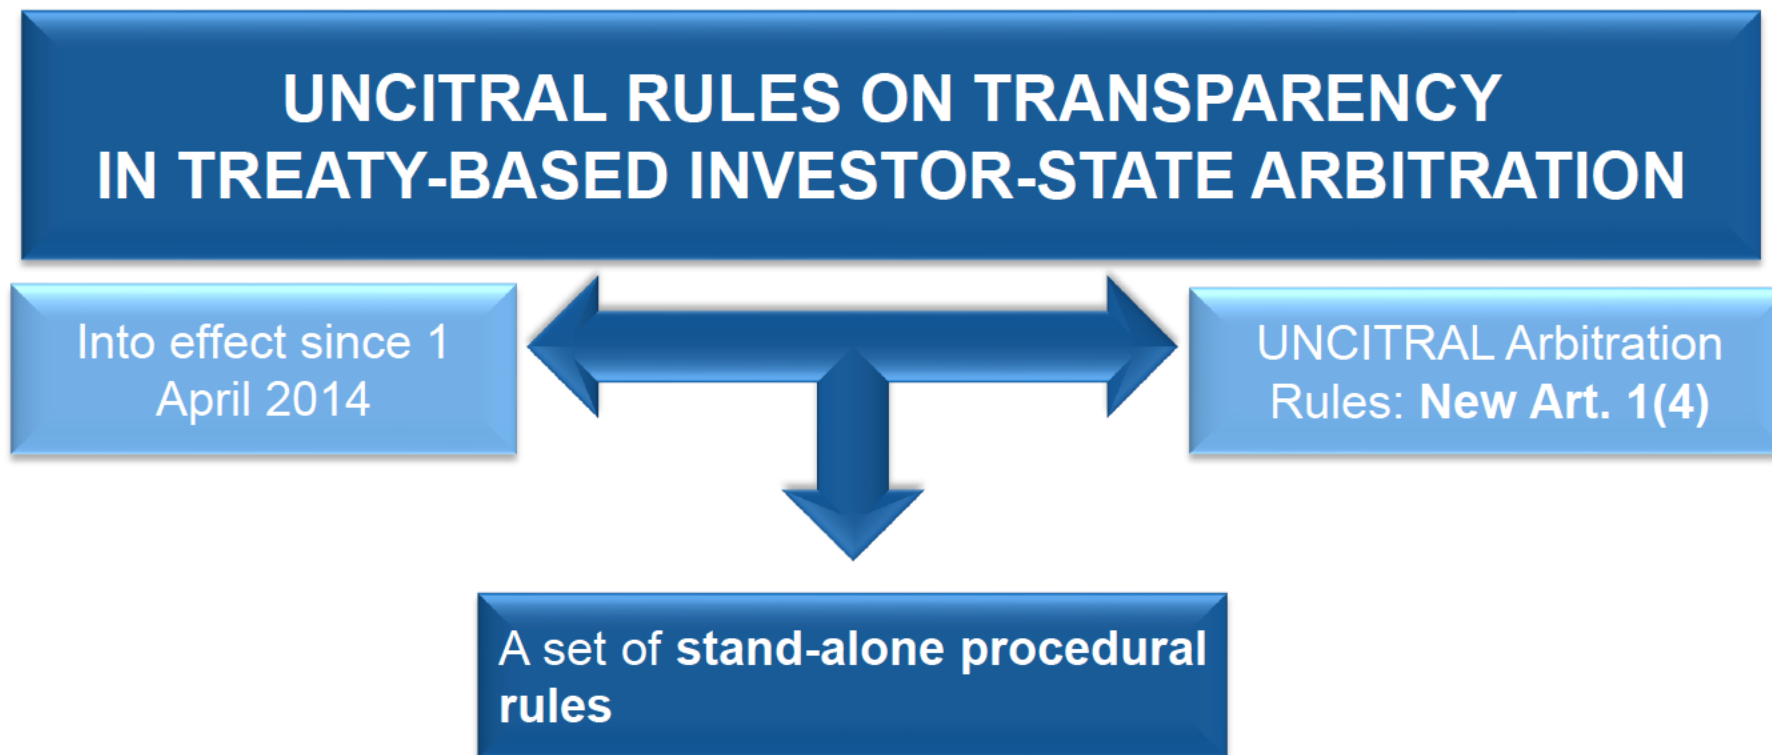 UNCITRAL RULES ON TRANSPARENCY
IN TREATY-BASED INVESTOR-STATE ARBITRATION
Into effect since 1
April 2014
UNCITRAL Arbitration
Rules: New Art. 1(4)
A set of stand-alone procedural
rules